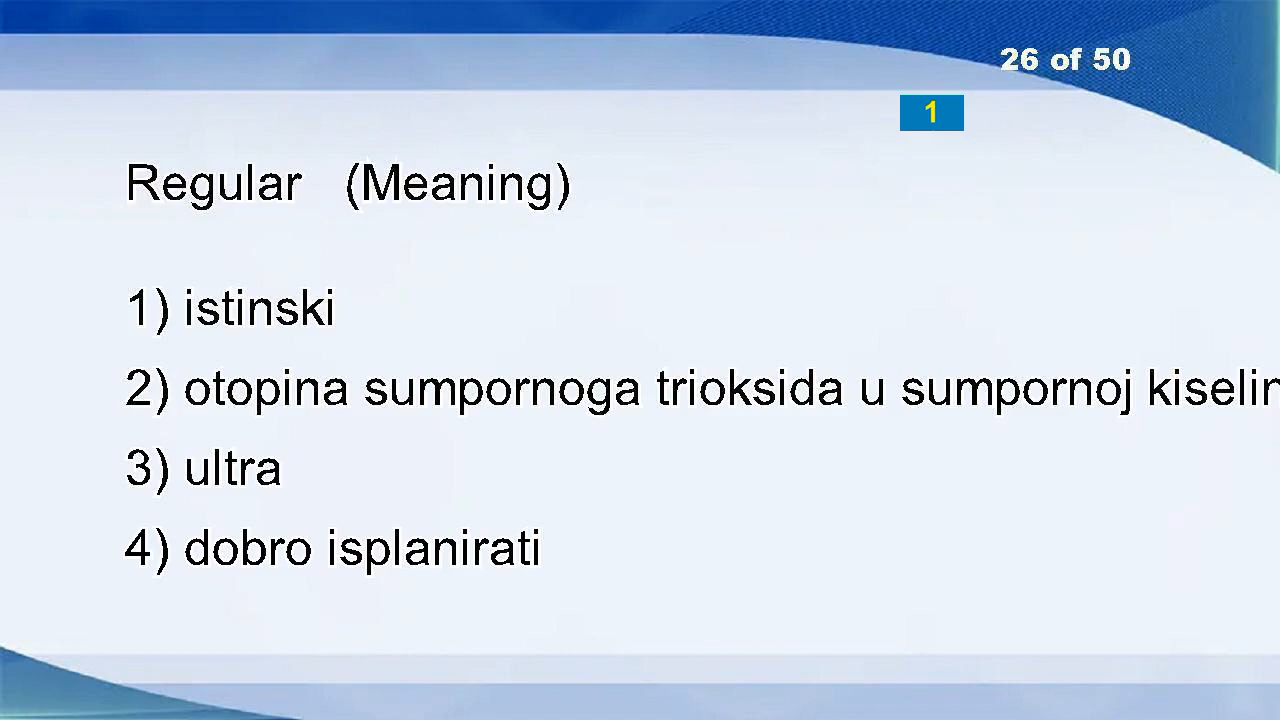 26 of 50
1
Regular (Meaning)
1) istinski
2) otopina sumpornoga trioksida u sumpornoj
3) ultra
4) dobro isplanirati